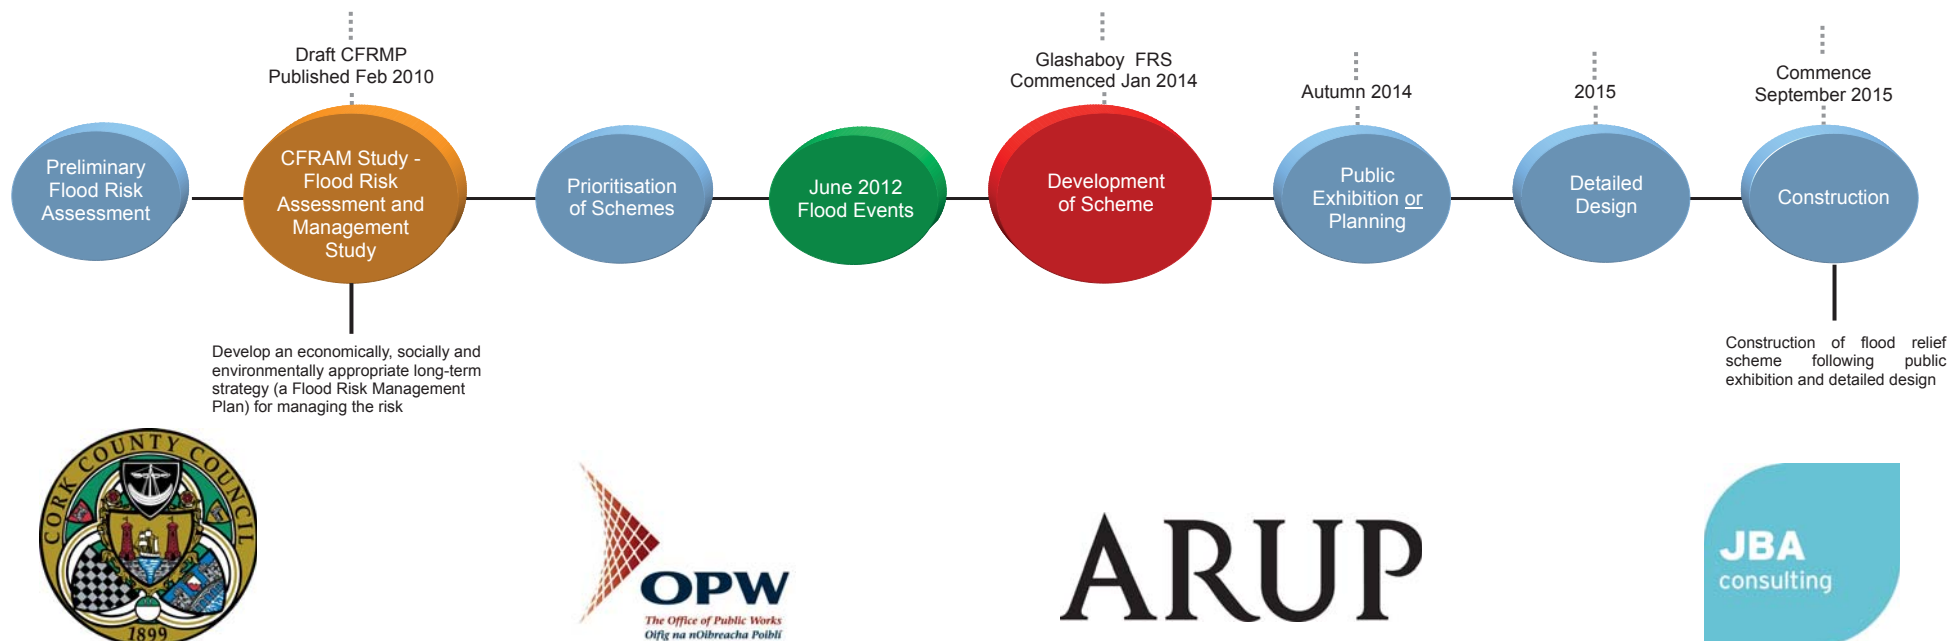 Draft CFRMP
Published Feb 2010
Glashaboy FRS
Commenced Jan 2014
Autumn 2014
2015
Commence
September 2015
Preliminary
Flood Risk
Assessment
CFRAM Study -
Flood Risk
Assessment and
Management
Study
Prioritisation
of Schemes
June 2012
Flood Events
Development
of Scheme
Public
Exhibition or
Planning
Detailed
Design
Construction
Develop an economically, socially and
environmentally appropriate long-term
strategy (a Flood Risk Management
Plan) for managing the risk
Construction of flood relief
scheme following public
exhibition and detailed design
CORK COUNTY COUNCIL
1899
OPW
The Office of Public Works
Oifig na nOibreacha Poiblí
ARUP
JBA
consulting